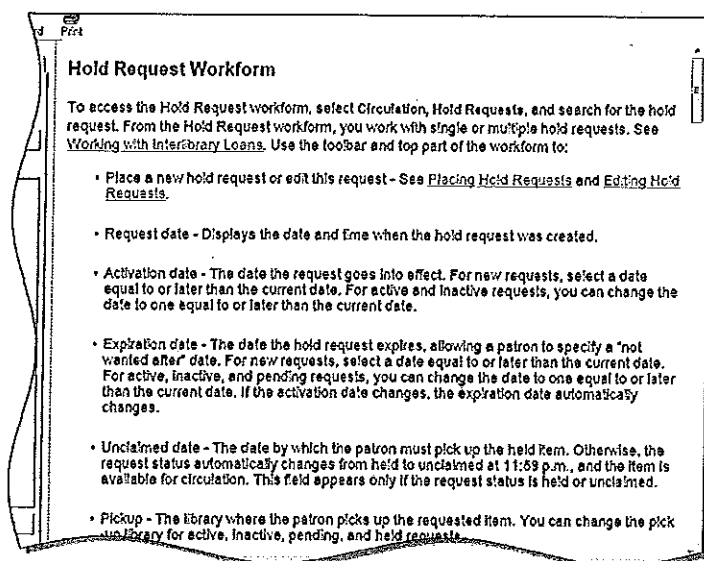 d Print
Hold Request Workform
To access the Hold Request workform, select Circulation, Hold Requests, and search for the hold
request. From the Hold Request workform, you work with single or multiple hold requests. See
Working with Interlibrary Loans. Use the toolbar and top part of the workform to:
• Place a new hold request or edit this request - See Placing Hold Requests and Editing Hold
Requests.
• Request date - Displays the date and time when the hold request was created.
• Activation date - The date the request goes into effect. For new requests, select a date
equal to or later than the current date. For active and inactive requests, you can change the
date to one equal to or later than the current date.
• Expiration date - The date the hold request expires, allowing a patron to specify a "not
wanted after" date. For new requests, select a date equal to or later than the current date.
For active, inactive, and pending requests, you can change the date to one equal to or later
than the current date. If the activation date changes, the expiration date automatically
changes.
• Unclaimed date - The date by which the patron must pick up the held item. Otherwise, the
request status automatically changes from held to unclaimed at 11:59 p.m., and the item is
available for circulation. This field appears only if the request status is held or unclaimed.
• Pickup - The library where the patron picks up the requested item. You can change the pick
up library for active, inactive, pending, and held requests.